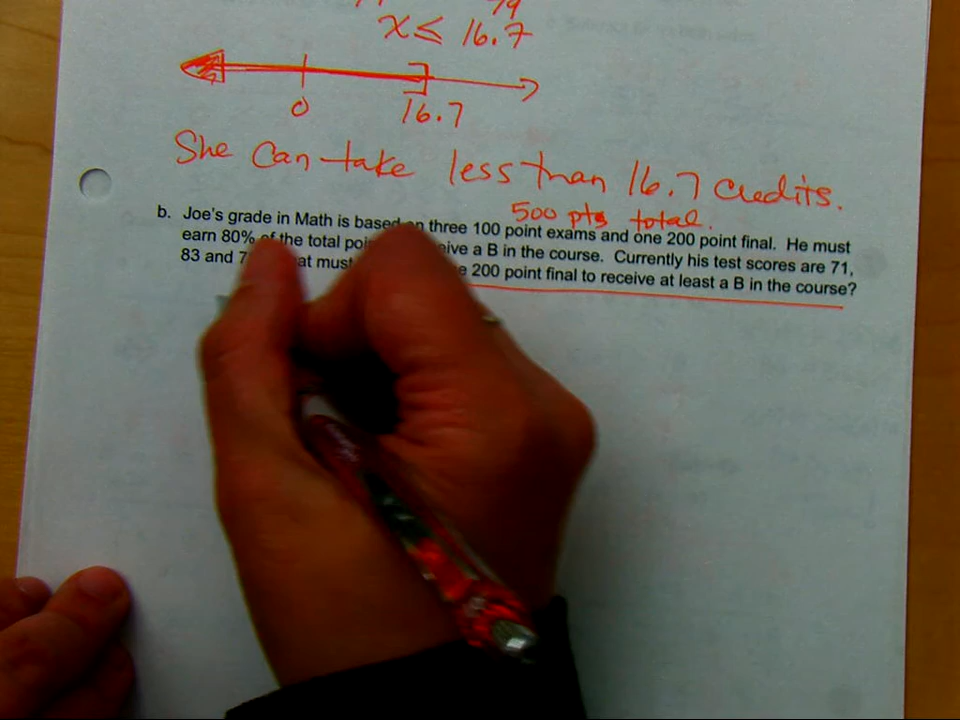 x ≤ 16.7
0 16.7
She can take less than 16.7 credits.
500 pts total.
b. Joe's grade in Math is based on three 100 point exams and one 200 point final. He must
earn 80% of the total ive a B in the course. Currently his test scores are 71,
83 and must 200 point final to receive at least a B in the course?